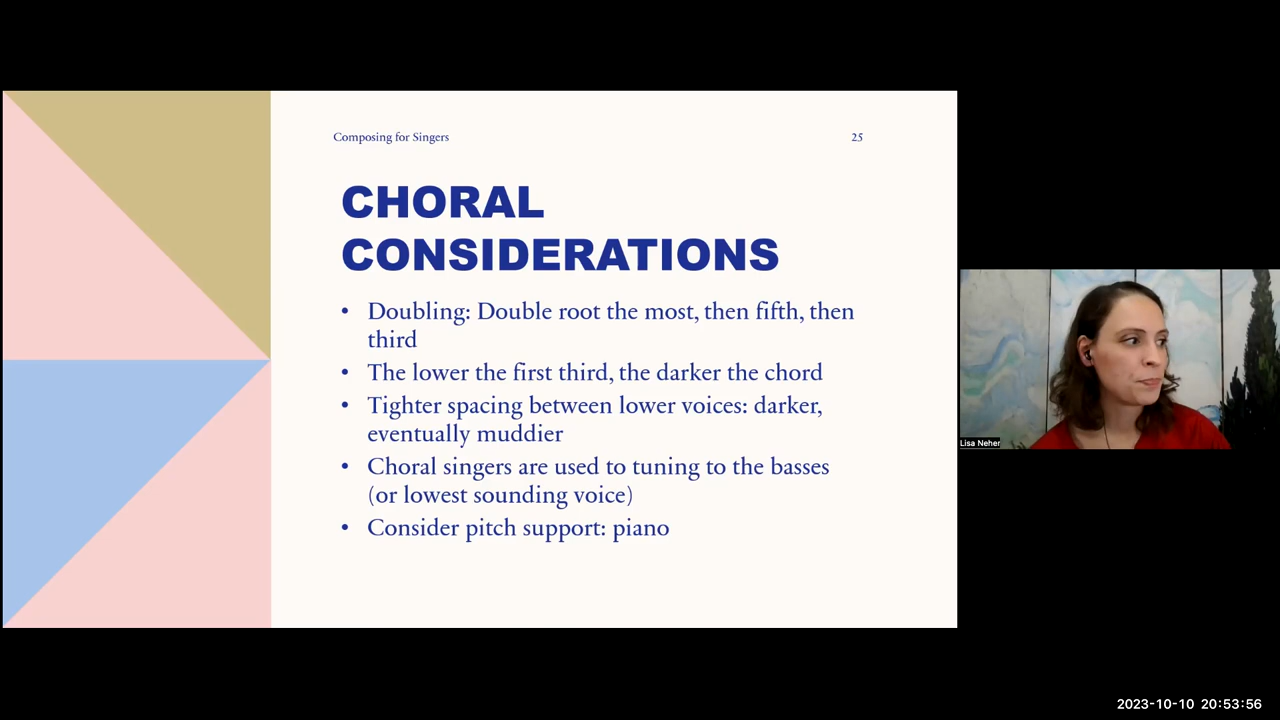 Composing for Singers
25
CHORAL
CONSIDERATIONS
• Doubling: Double root the most, then fifth, then
third
• The lower the first third, the darker the chord
• Tighter spacing between lower voices: darker,
eventually muddier
• Choral singers are used to tuning to the basses
(or lowest sounding voice)
• Consider pitch support: piano
Lisa Neher
2023-10-10 20:53:56